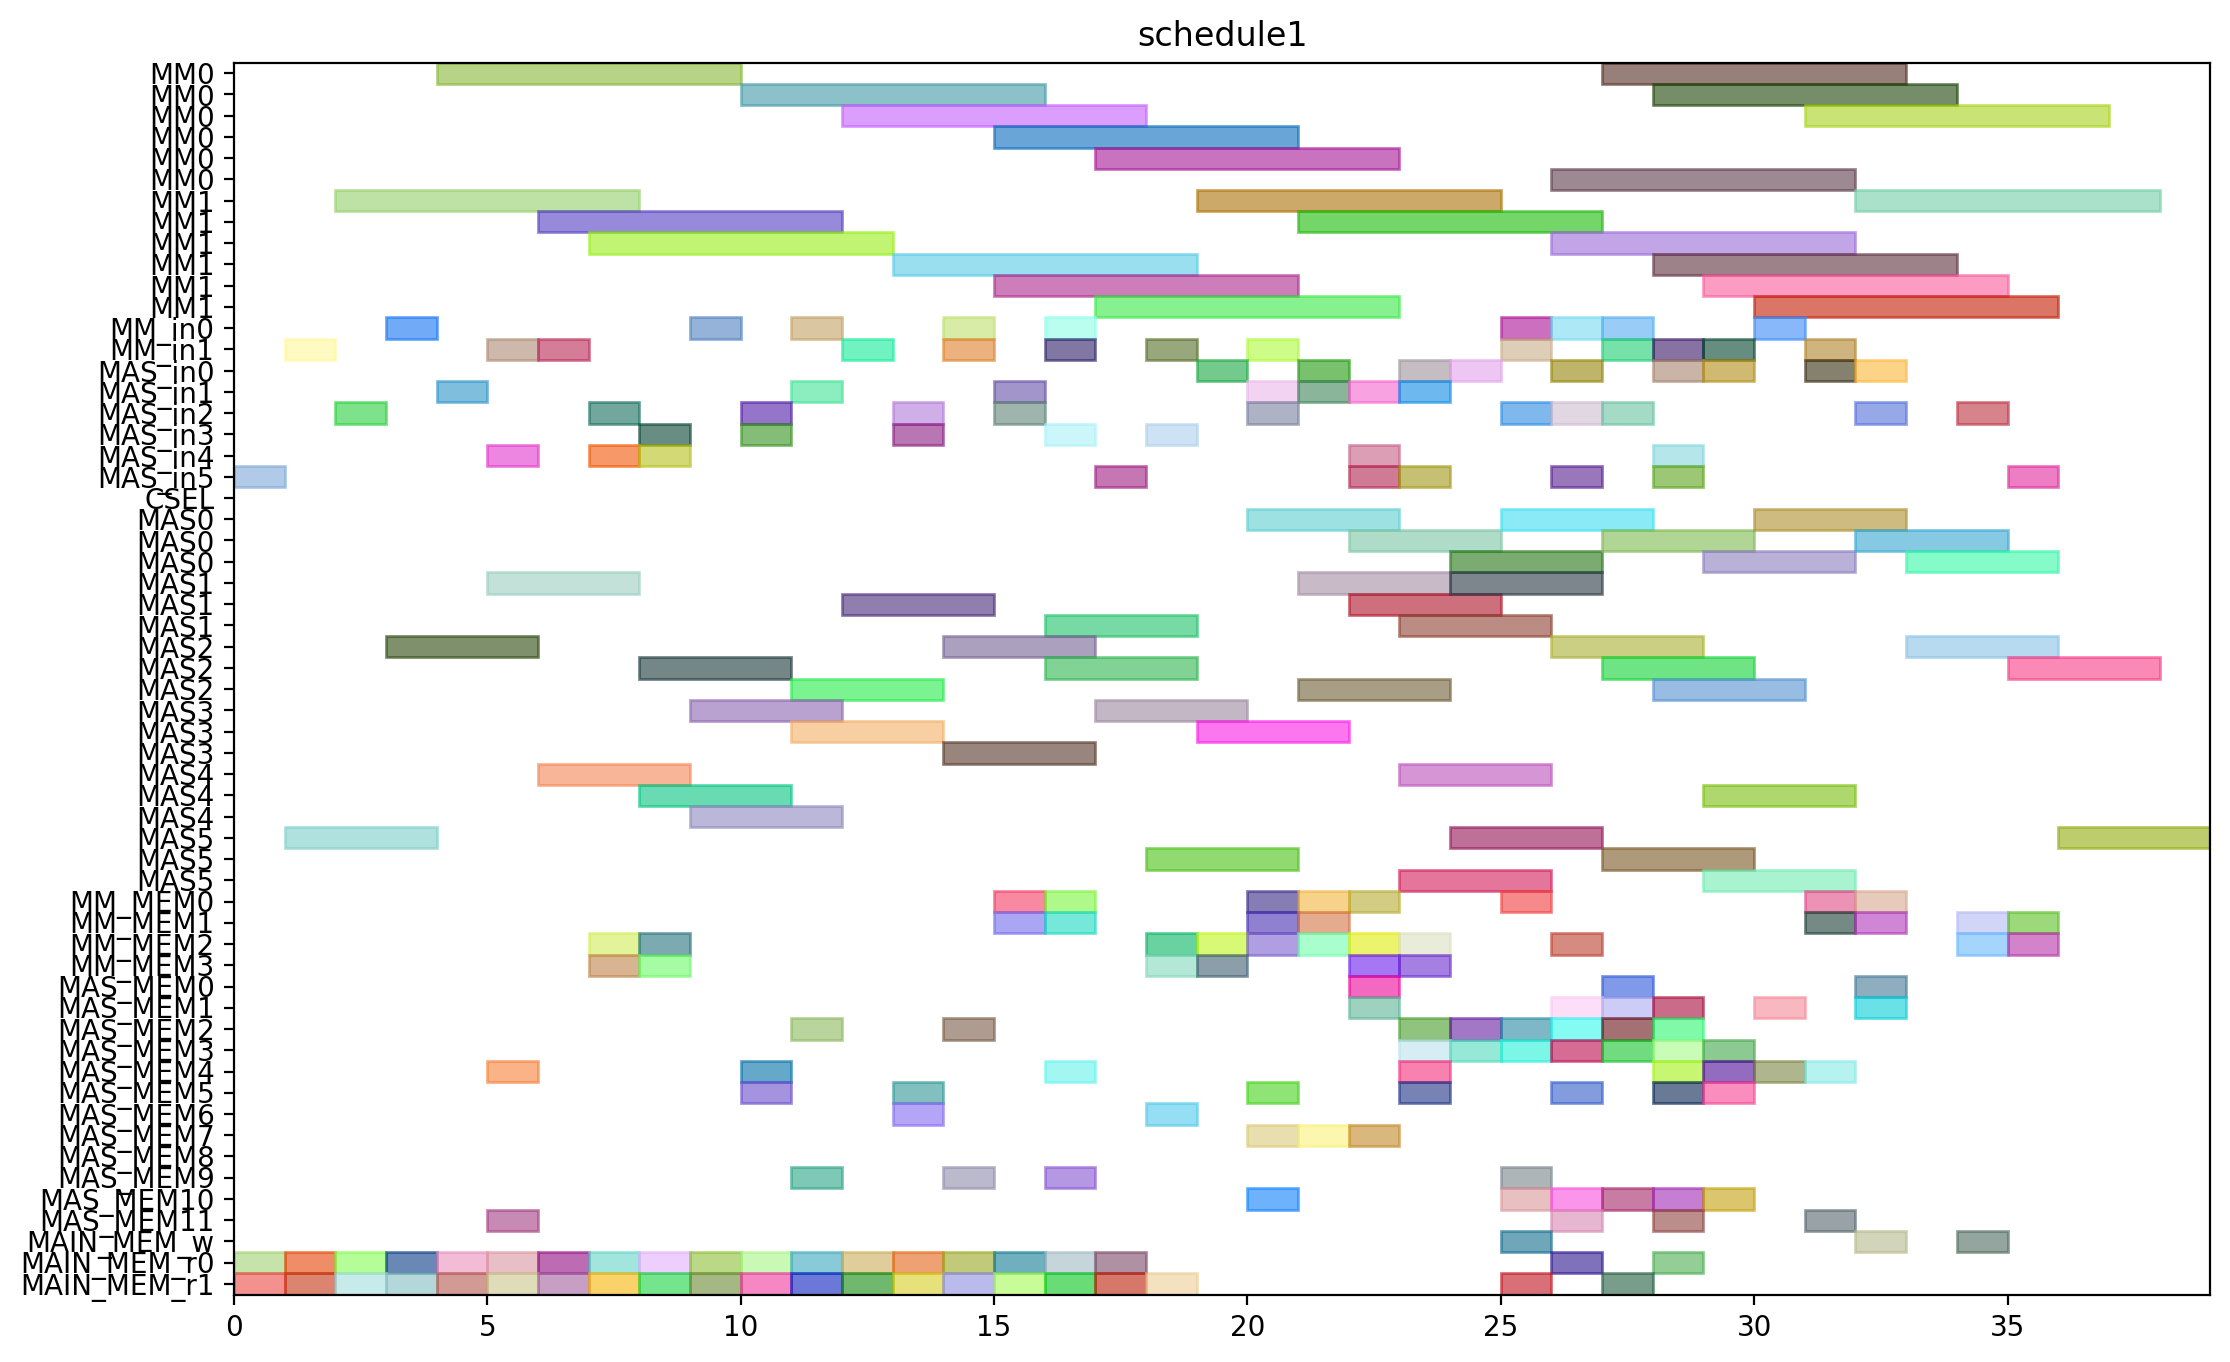 schedule1
MM0
MM0
MM0
MM0
MM0
MM0
MM1
MM1
MM1
MM1
MM1
MM1
MM_in0
MM_in1
MAS_in0
MAS_in1
MAS_in2
MAS_in3
MAS_in4
MAS_in5
CSEL
MAS0
MAS0
MAS0
MAS1
MAS1
MAS1
MAS2
MAS2
MAS2
MAS3
MAS3
MAS3
MAS4
MAS4
MAS4
MAS5
MAS5
MAS5
MM_MEM0
MM_MEM1
MM_MEM2
MM_MEM3
MAS_MEM0
MAS_MEM1
MAS_MEM2
MAS_MEM3
MAS_MEM4
MAS_MEM5
MAS_MEM6
MAS_MEM7
MAS_MEM8
MAS_MEM9
MAS_MEM10
MAS_MEM11
MAIN_MEM_w
MAIN_MEM_r0
MAIN_MEM_r1
0 5 10 15 20 25 30 35